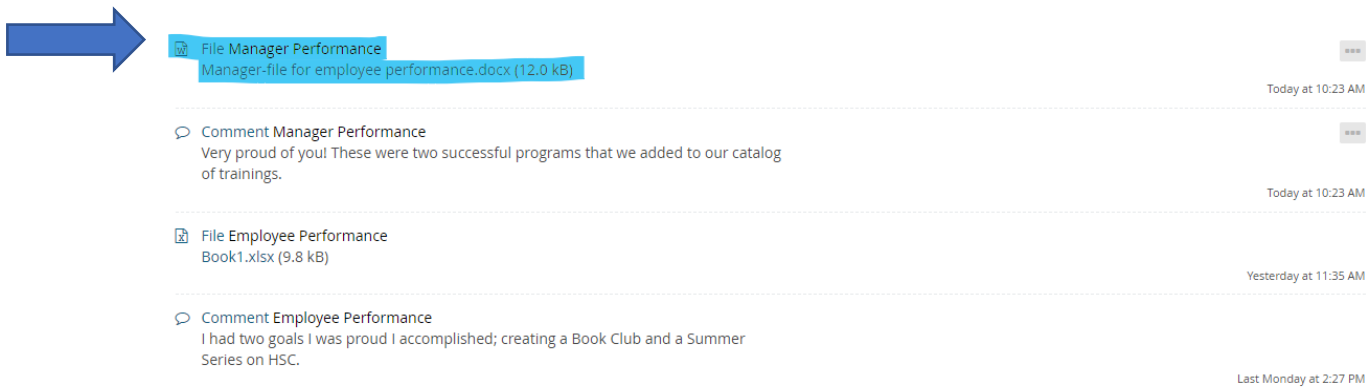 File Manager Performance
Manager-file for employee performance.docx (12.0 kB)
Today at 10:23 AM
Comment Manager Performance
Very proud of you! These were two successful programs that we added to our catalog
of trainings.
Today at 10:23 AM
File Employee Performance
Book1.xlsx (9.8 kB)
Yesterday at 11:35 AM
Comment Employee Performance
I had two goals I was proud I accomplished; creating a Book Club and a Summer
Series on HSC.
Last Monday at 2:27 PM